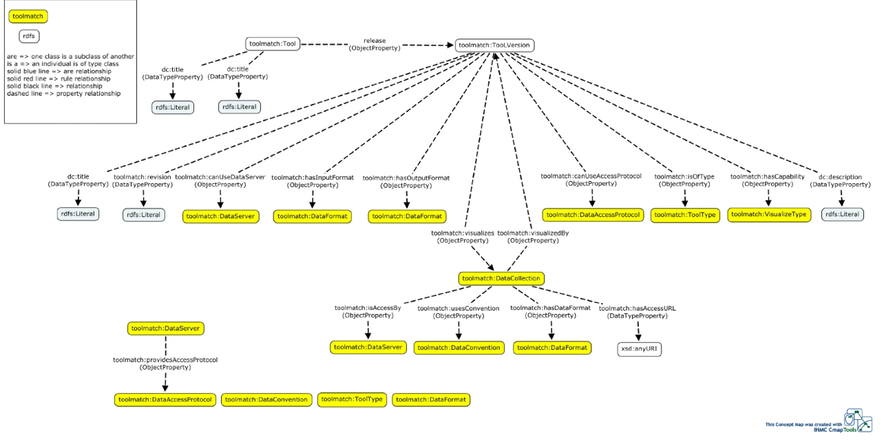 toolmatch
rdfs
are => one class is a subclass of another
is a => an individual is of type class
solid blue line => are relationship
solid red line => rule relationship
solid black line => relationship
dashed line => property relationship
toolmatch:Tool
release
(ObjectProperty)
toolmatch:ToolVersion
dc:title
(DataTypeProperty)
dc:title
(DataTypeProperty)
rdfs:Literal
rdfs:Literal
dc:title
(DataTypeProperty)
toolmatch:revision
(DataTypeProperty)
toolmatch:canUseDataServer
(ObjectProperty)
toolmatch:hasInputFormat
(ObjectProperty)
toolmatch:hasOutputFormat
(ObjectProperty)
toolmatch:canUseAccessProtocol
(ObjectProperty)
toolmatch:isOfType
(ObjectProperty)
toolmatch:hasCapability
(ObjectProperty)
dc:description
(DataTypeProperty)
rdfs:Literal
rdfs:Literal
toolmatch:DataServer
toolmatch:DataFormat
toolmatch:DataFormat
toolmatch:DataAccessProtocol
toolmatch:ToolType
toolmatch:VisualizeType
rdfs:Literal
toolmatch:visualizes
(ObjectProperty)
toolmatch:visualizedBy
(ObjectProperty)
toolmatch:DataCollection
toolmatch:isAccessBy
(ObjectProperty)
toolmatch:usesConvention
(ObjectProperty)
toolmatch:hasDataFormat
(ObjectProperty)
toolmatch:hasAccessURL
(DataTypeProperty)
toolmatch:DataServer
toolmatch:DataConvention
toolmatch:DataFormat
xsd:anyURI
toolmatch:DataServer
toolmatch:providesAccessProtocol
(ObjectProperty)
toolmatch:DataAccessProtocol
toolmatch:DataConvention
toolmatch:ToolType
toolmatch:DataFormat
This Concept Map was created with
IHMC CmapTools